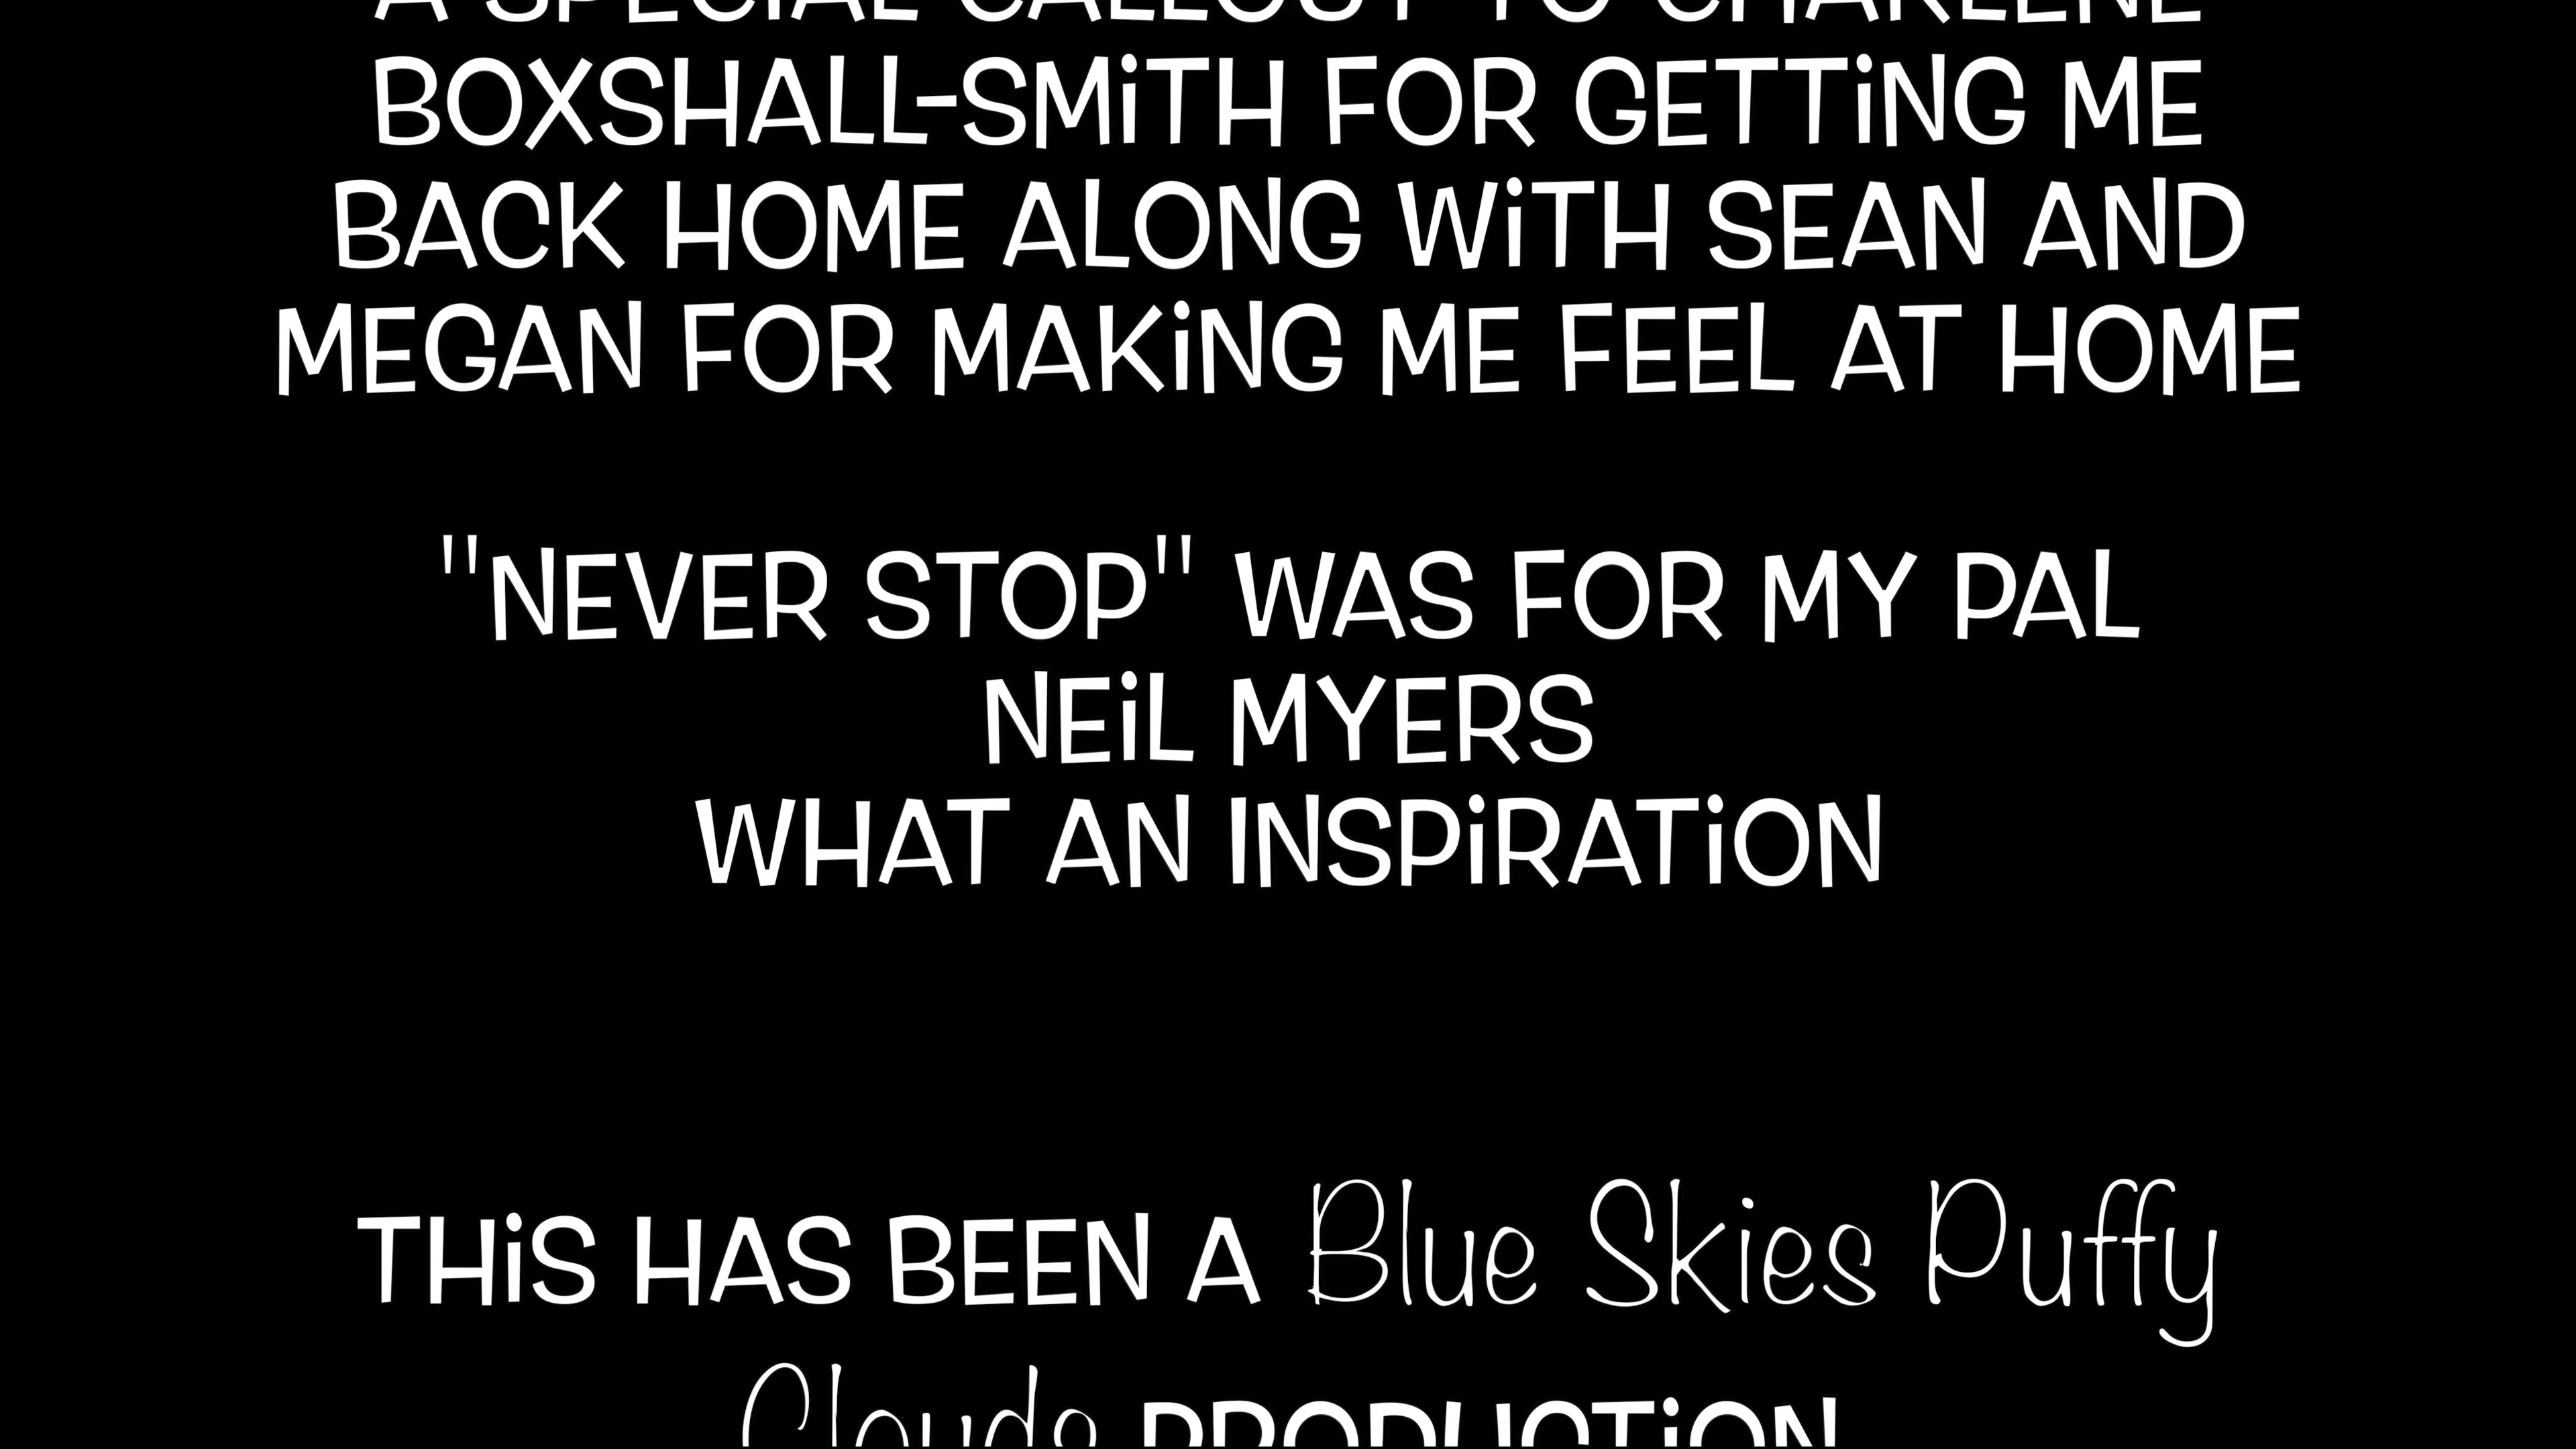 A SPECIAL CALLOUT TO CHARLENE
BOXSHALL-SMiTH FOR GETTiNG ME
BACK HOME ALONG WiTH SEAN AND
MEGAN FOR MAKiNG ME FEEL AT HOME
"NEVER STOP" WAS FOR MY PAL
NEiL MYERS
WHAT AN INSPiRATiON
THiS HAS BEEN A Blue Skies Puffy
Clouds PRODUCTiON